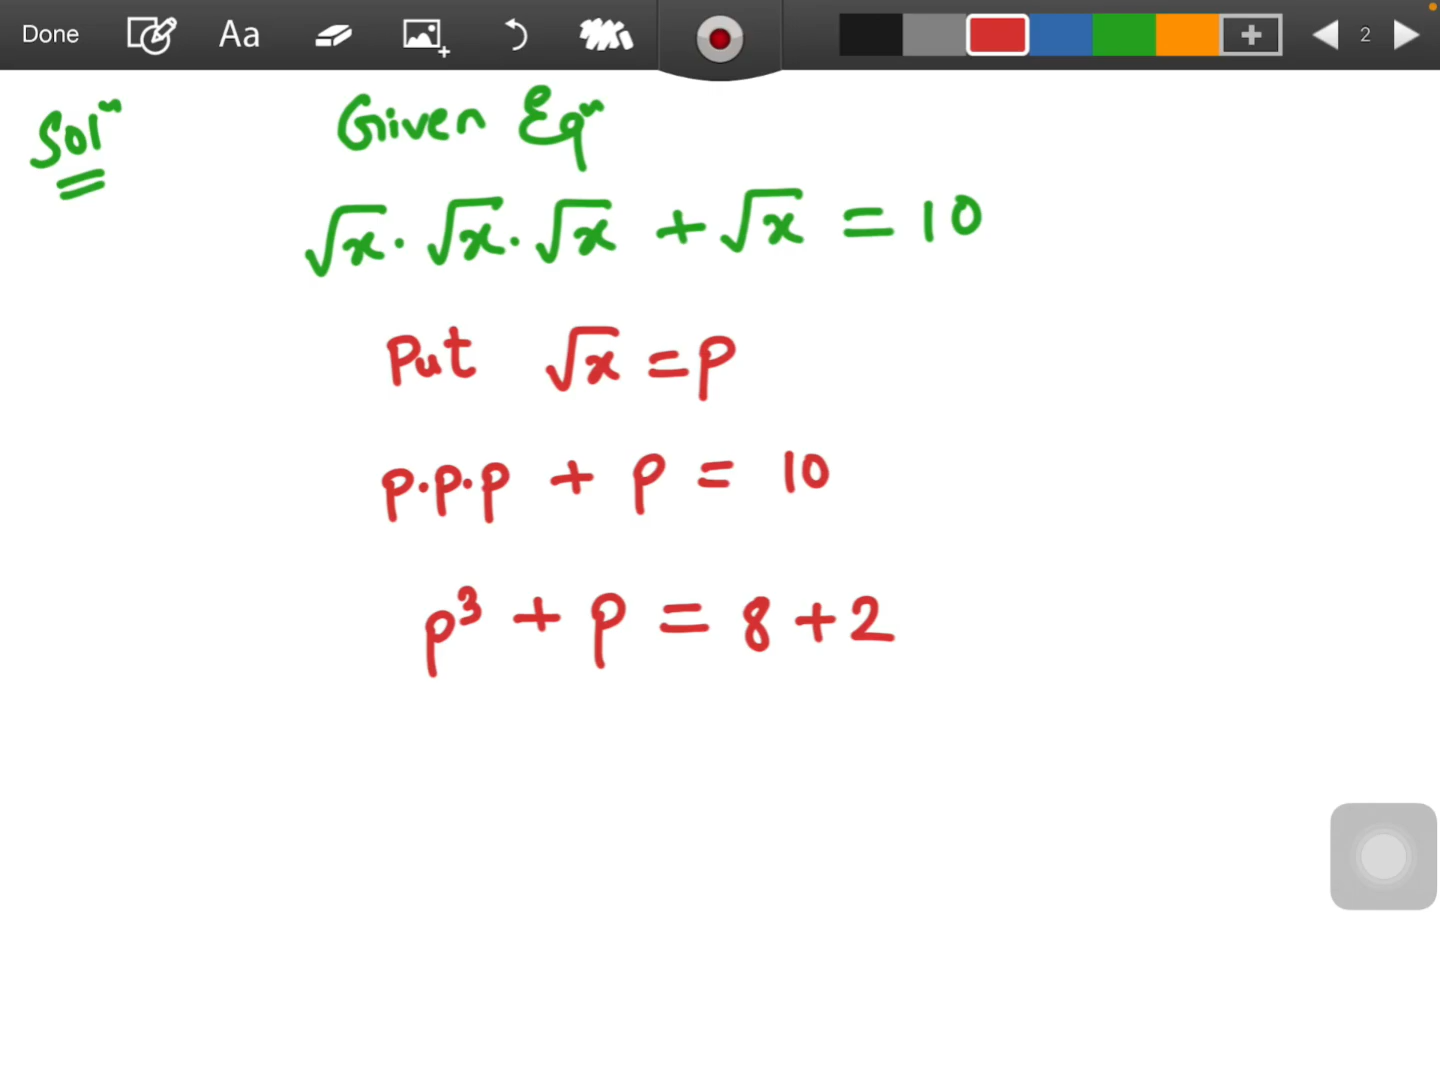 Done Aa 2
Solⁿ Given Eqⁿ
√x · √x · √x + √x = 10
Put √x = p
p·p·p + p = 10
p³ + p = 8 + 2